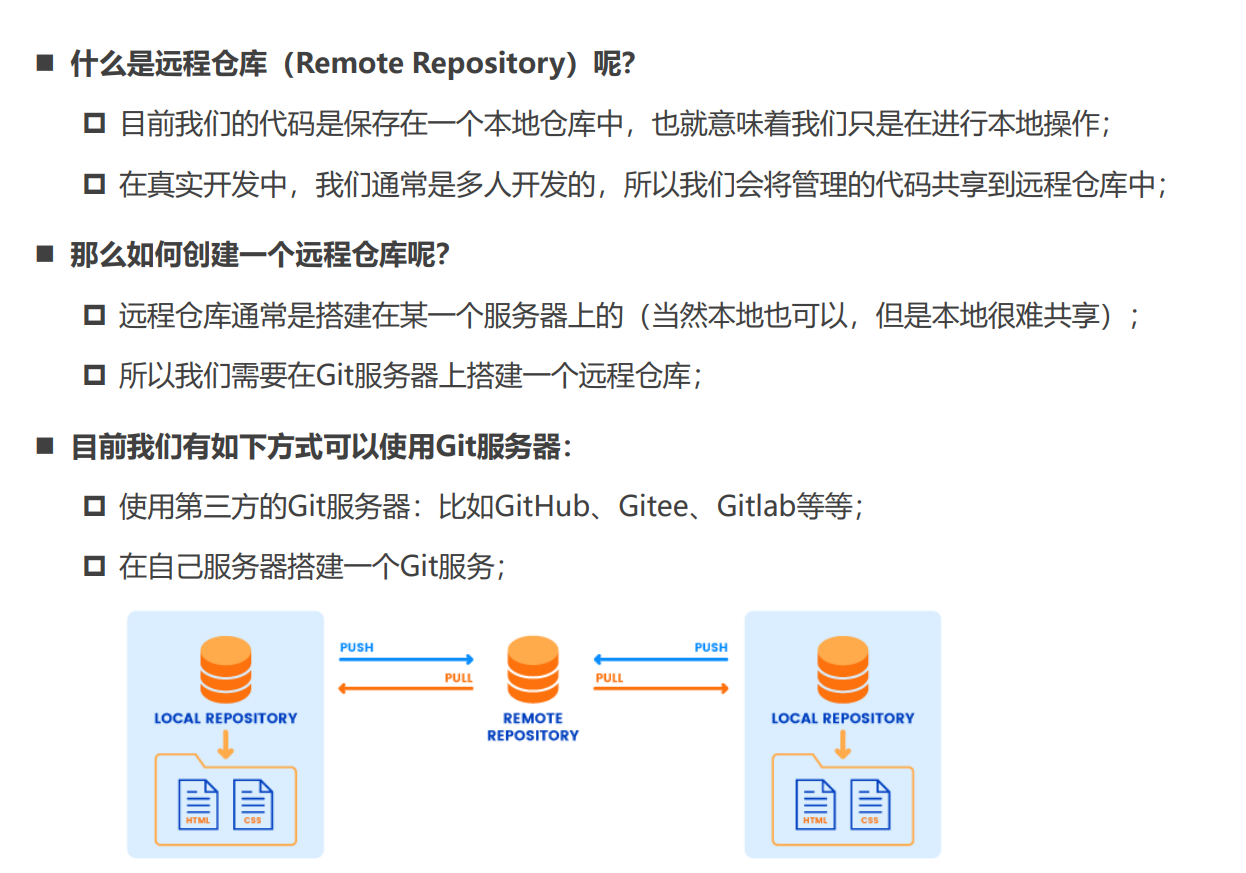 什么是远程仓库（Remote Repository）呢？
目前我们的代码是保存在一个本地仓库中，也就意味着我们只是在进行本地操作；
在真实开发中，我们通常是多人开发的，所以我们会将管理的代码共享到远程仓库中；
那么如何创建一个远程仓库呢？
远程仓库通常是搭建在某一个服务器上的（当然本地也可以，但是本地很难共享）；
所以我们需要在Git服务器上搭建一个远程仓库；
目前我们有如下方式可以使用Git服务器：
使用第三方的Git服务器：比如GitHub、Gitee、Gitlab等等；
在自己服务器搭建一个Git服务；
PUSH
PULL
PUSH
PULL
LOCAL REPOSITORY
REMOTE
REPOSITORY
LOCAL REPOSITORY
HTML
CSS
HTML
CSS